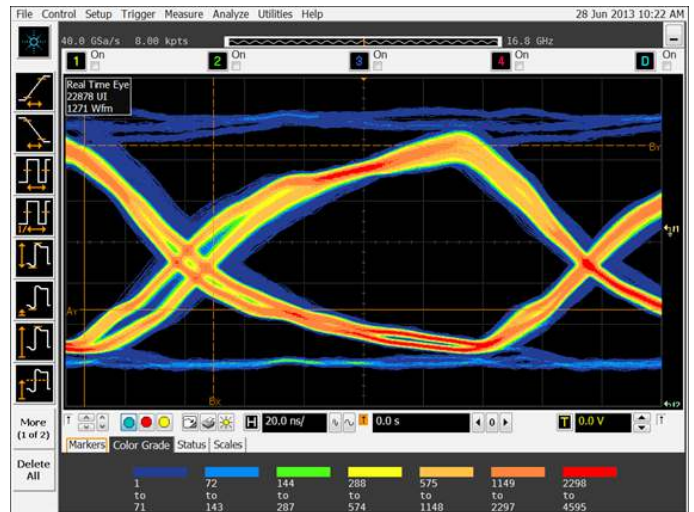 File Control Setup Trigger Measure Analyze Utilities Help 28 Jun 2013 10:22 AM
40.0 GSa/s 8.00 kpts 16.8 GHz
1 On 2 On 3 On 4 On D On
Real Time Eye
22878 UI
1271 Wfm
By
Ay
Bx
More
(1 of 2)
Delete
All
H 20.0 ns/ 0.0 s 0 T 0.0 V
Markers Color Grade Status Scales
1 72 144 288 575 1149 2298
to to to to to to to
71 143 287 574 1148 2297 4595